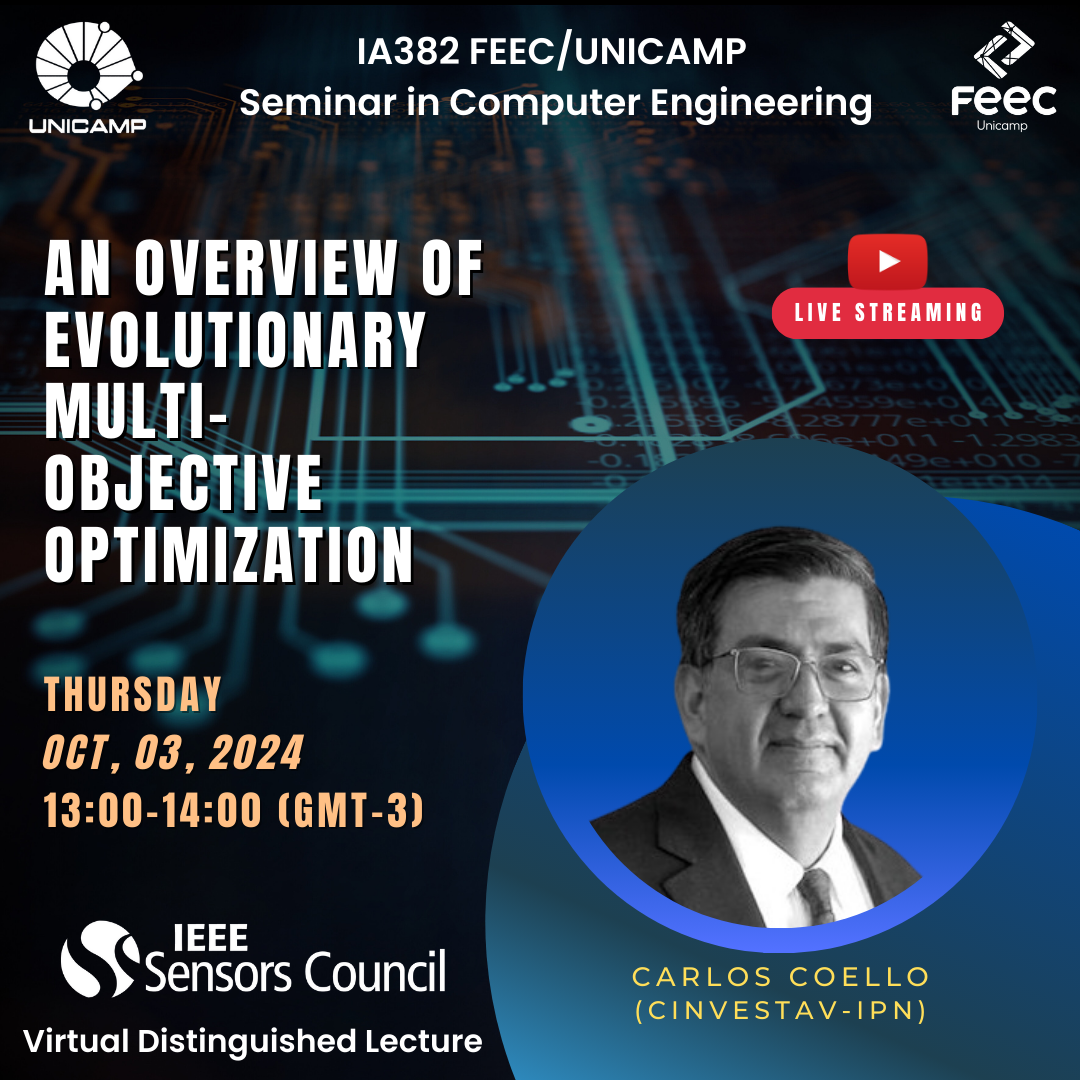 UNICAMP
IA382 FEEC/UNICAMP
Seminar in Computer Engineering
Feec
Unicamp
AN OVERVIEW OF
EVOLUTIONARY
MULTI-
OBJECTIVE
OPTIMIZATION
LIVE STREAMING
THURSDAY
OCT, 03, 2024
13:00-14:00 (GMT-3)
IEEE
Sensors Council
Virtual Distinguished Lecture
CARLOS COELLO
(CINVESTAV-IPN)